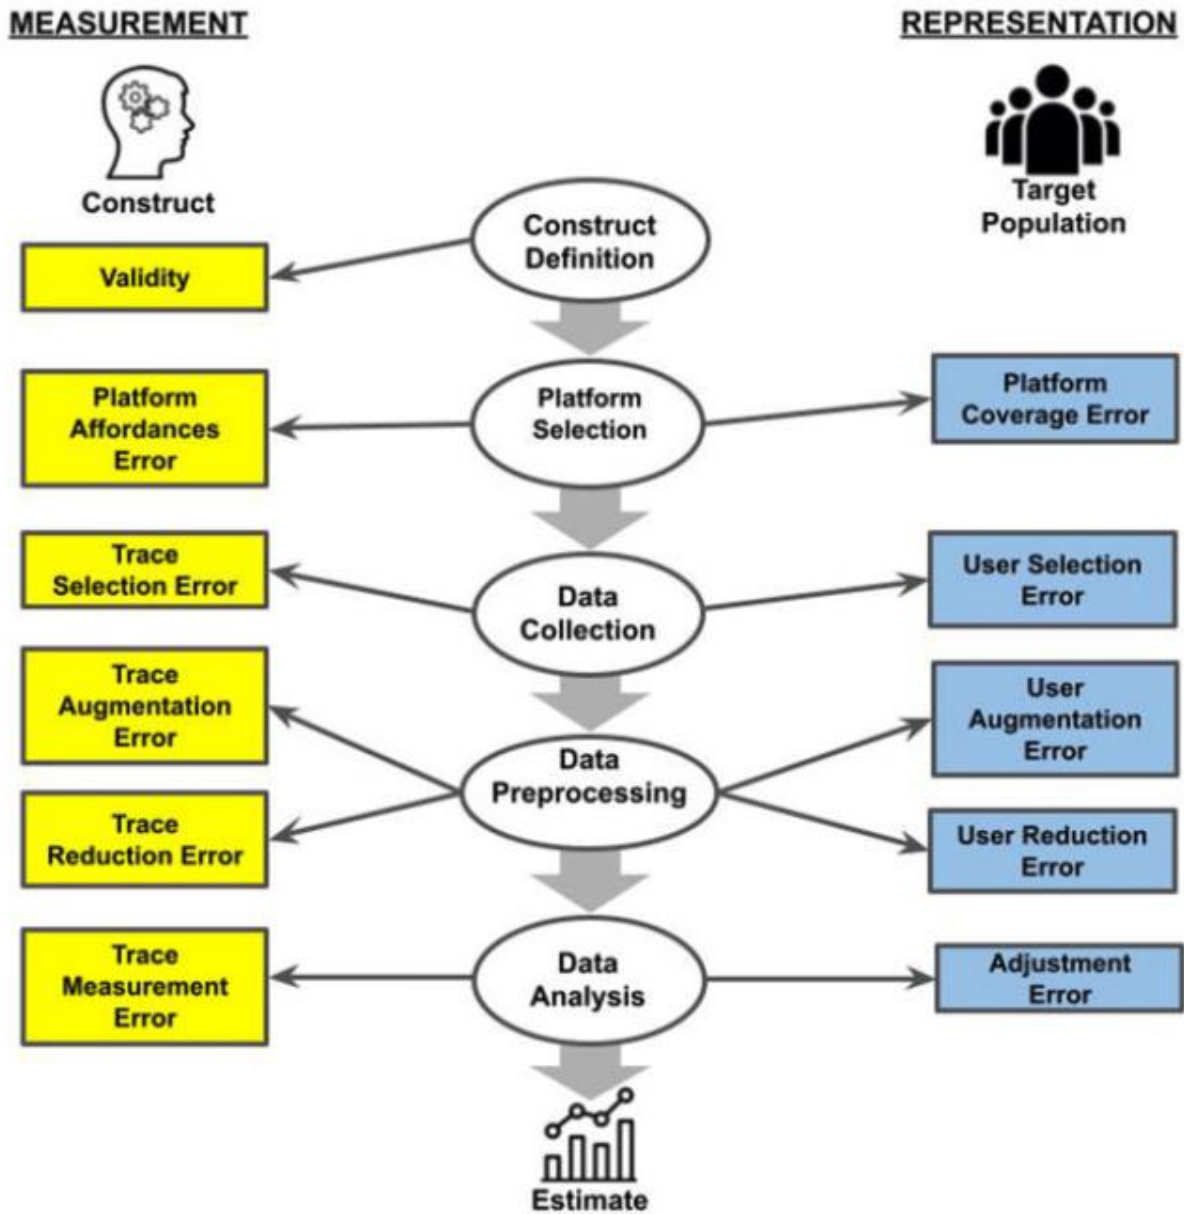 MEASUREMENT
REPRESENTATION
Construct
Target
Population
Construct
Definition
Validity
Platform
Selection
Platform
Affordances
Error
Platform
Coverage Error
Data
Collection
Trace
Selection Error
User Selection
Error
Data
Preprocessing
Trace
Augmentation
Error
Trace
Reduction Error
User
Augmentation
Error
User Reduction
Error
Data
Analysis
Trace
Measurement
Error
Adjustment
Error
Estimate